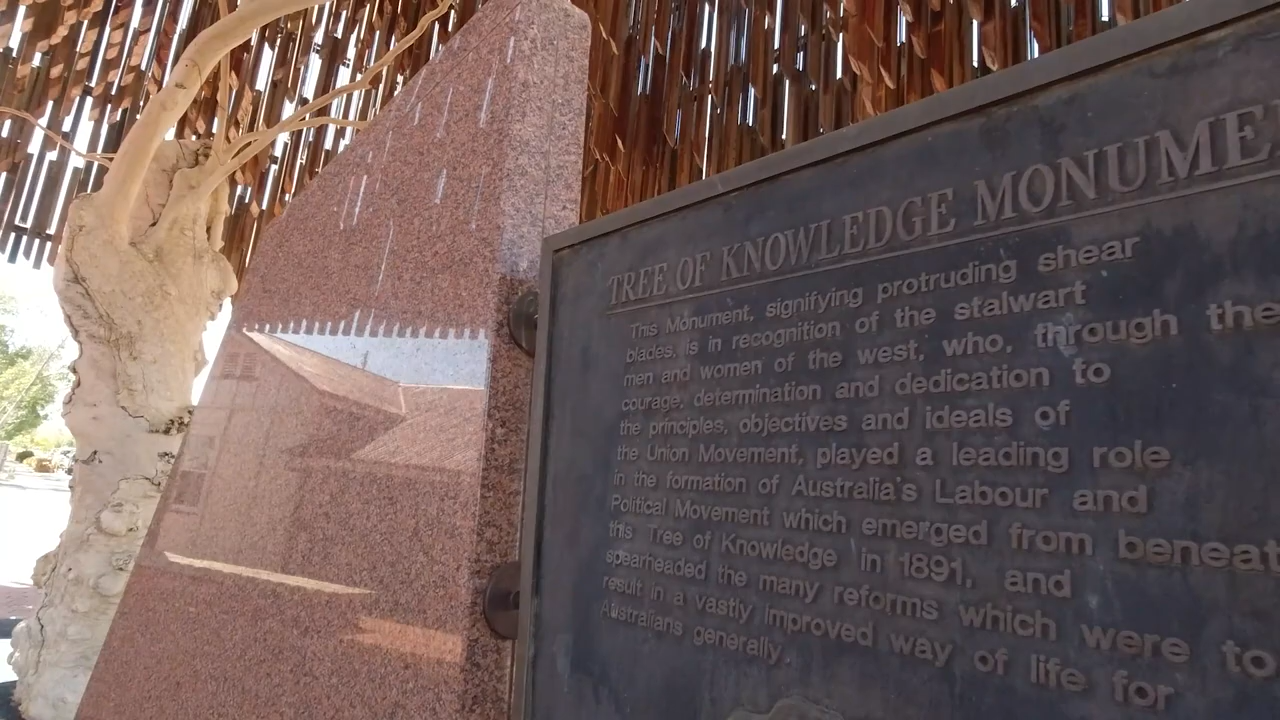 TREE OF KNOWLEDGE MONUME
This Monument, signifying protruding shear
blades, is in recognition of the stalwart
men and women of the west, who, through the
courage, determination and dedication to
the principles, objectives and ideals of
the Union Movement, played a leading role
in the formation of Australia's Labour and
Political Movement which emerged from beneat
this Tree of Knowledge in 1891, and
spearheaded the many reforms which were to
result in a vastly improved way of life for
Australians generally.